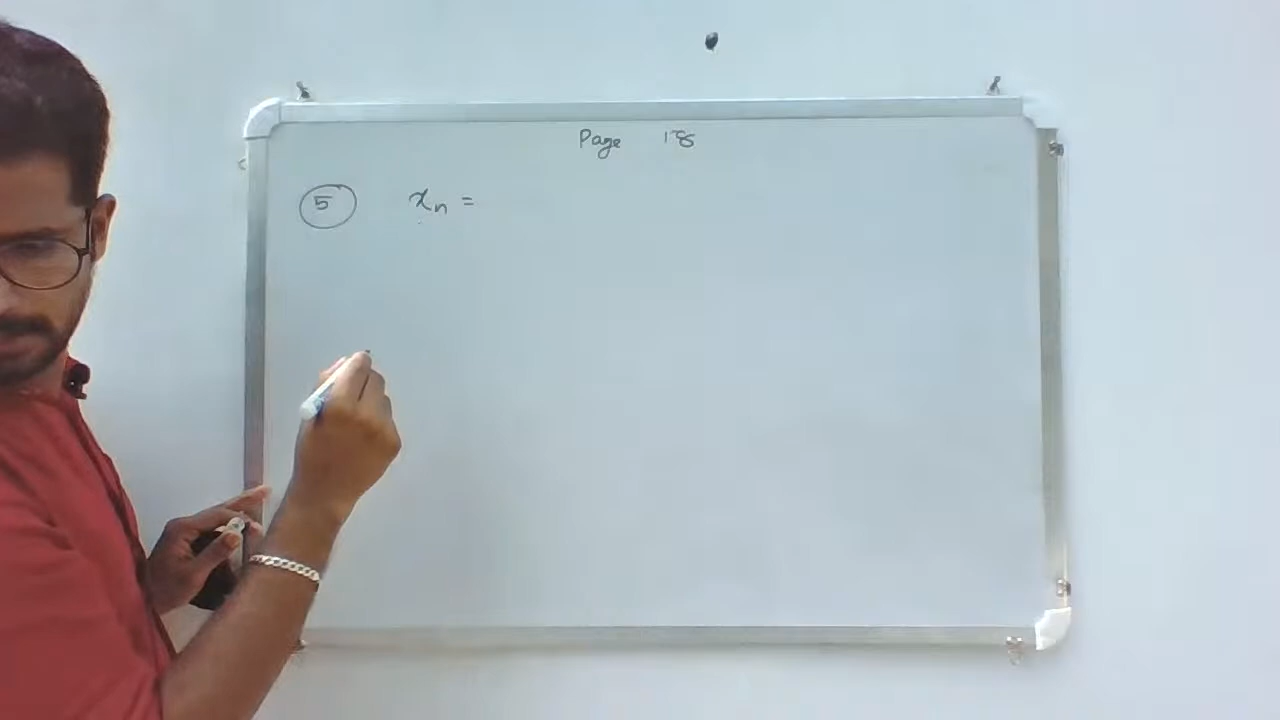 Page 178
5 xₙ =